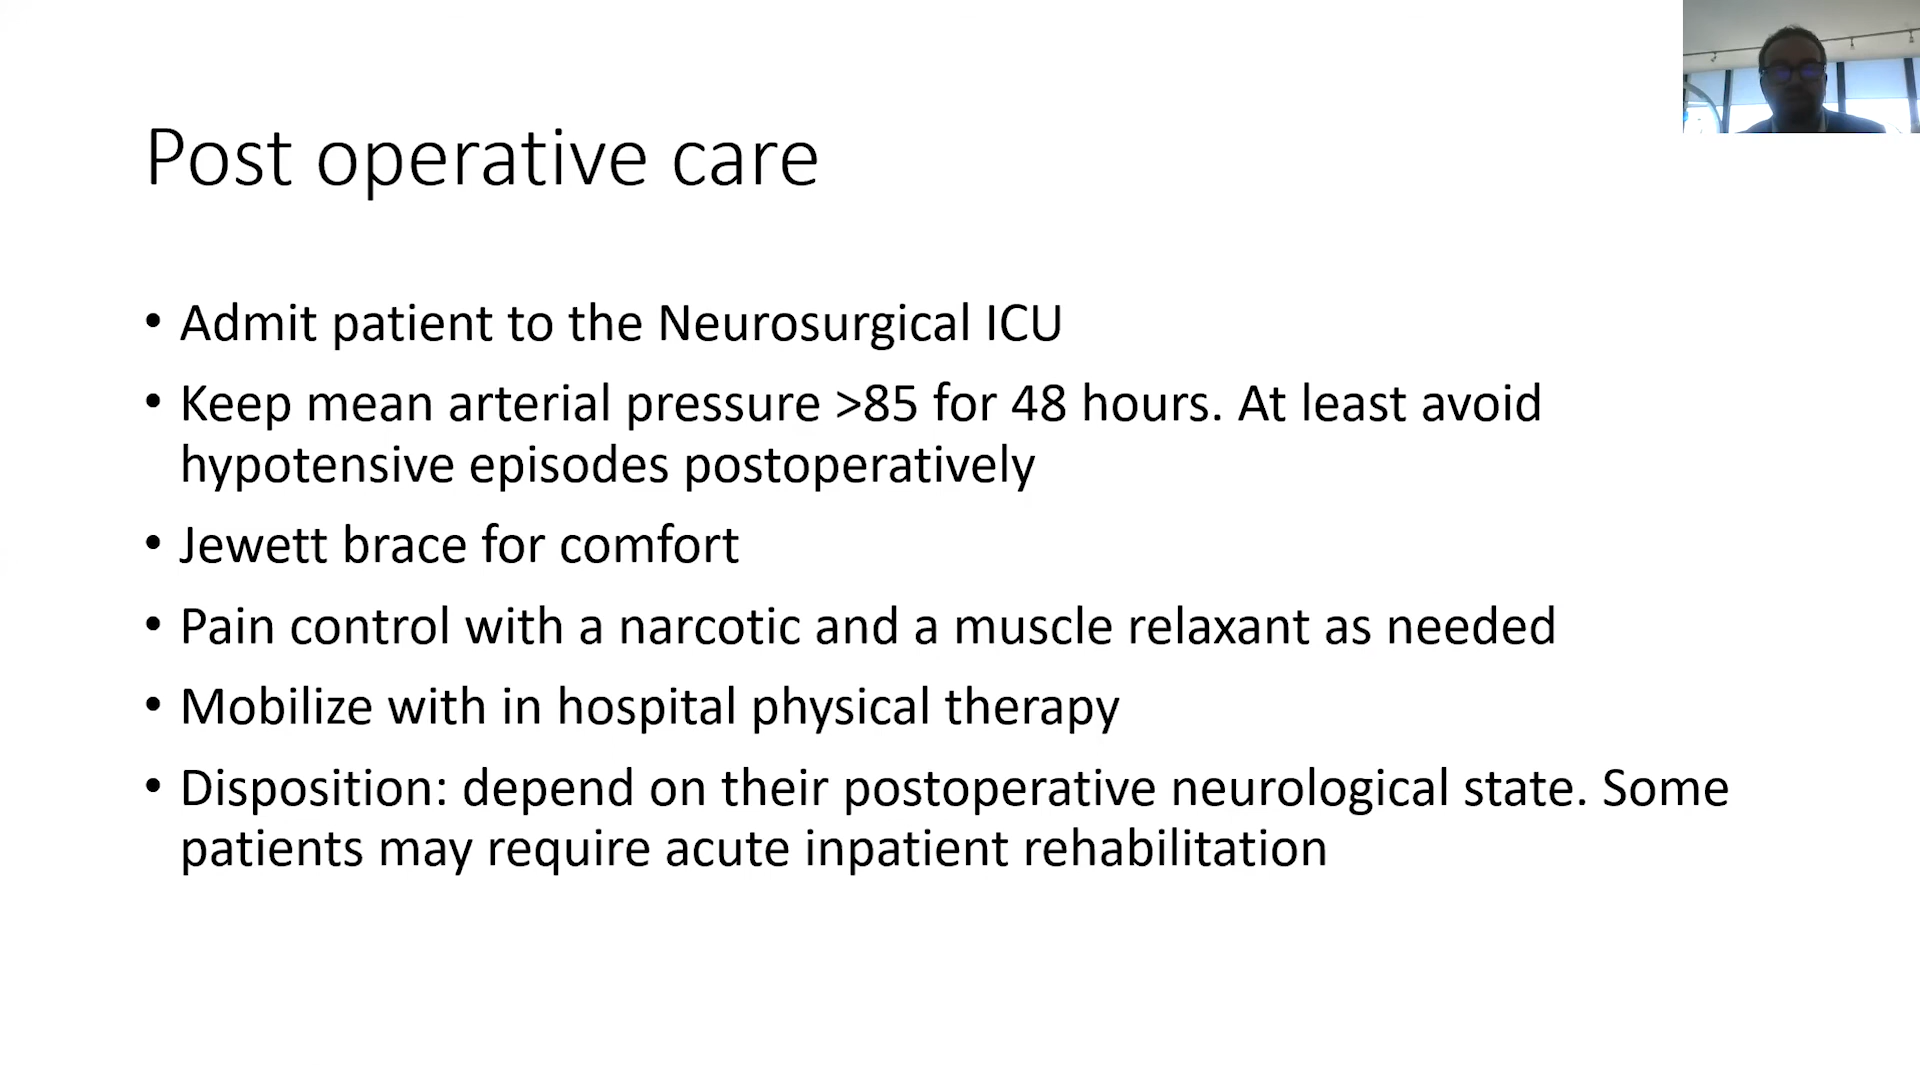 Post operative care
• Admit patient to the Neurosurgical ICU
• Keep mean arterial pressure >85 for 48 hours. At least avoid
hypotensive episodes postoperatively
• Jewett brace for comfort
• Pain control with a narcotic and a muscle relaxant as needed
• Mobilize with in hospital physical therapy
• Disposition: depend on their postoperative neurological state. Some
patients may require acute inpatient rehabilitation